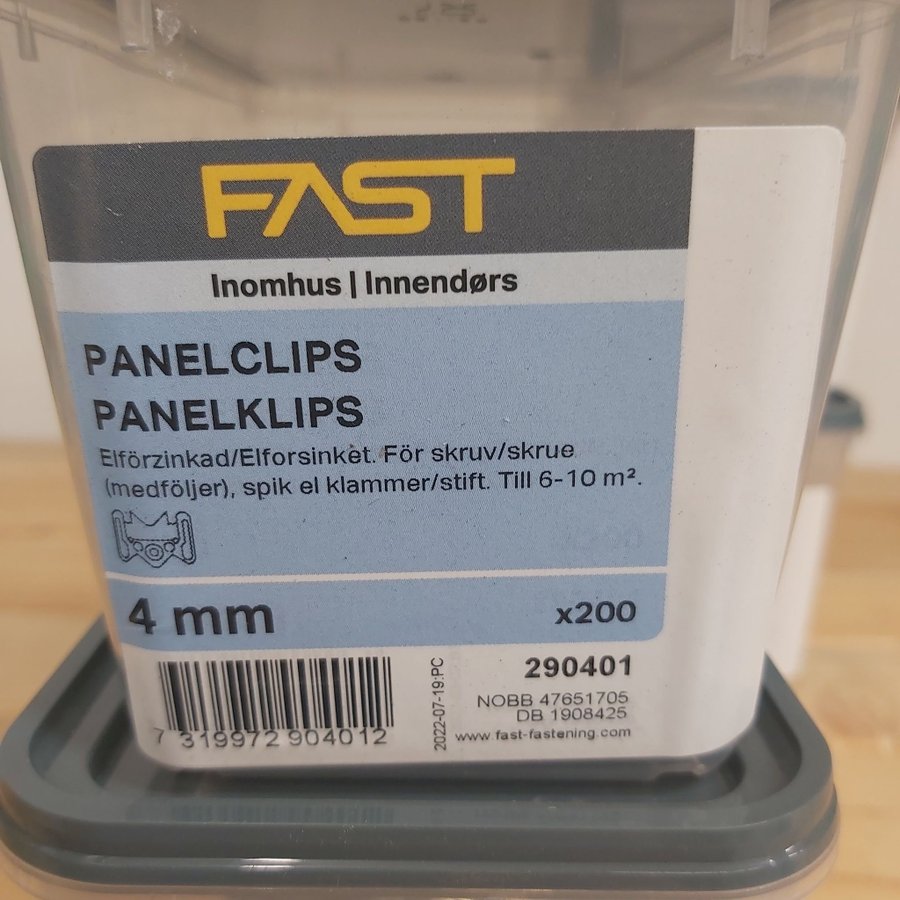 FAST
Inomhus | Innendørs
PANELCLIPS
PANELKLIPS
Elförzinkad/Elforsinket. För skruv/skrue
(medföljer), spik el klammer/stift. Till 6-10 m².
4 mm
x200
7 319972 904012
2022-07-19:PC
290401
NOBB 47651705
DB 1908425
www.fast-fastening.com